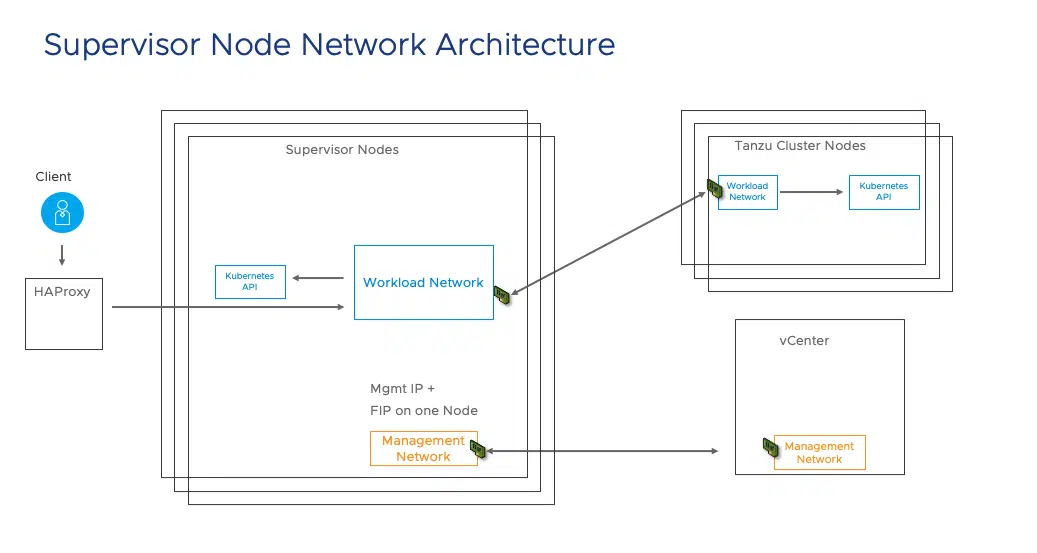 Supervisor Node Network Architecture
Client
HAProxy
Supervisor Nodes
Kubernetes
API
Workload Network
Mgmt IP +
FIP on one Node
Management
Network
Tanzu Cluster Nodes
Workload
Network
Kubernetes
API
vCenter
Management
Network